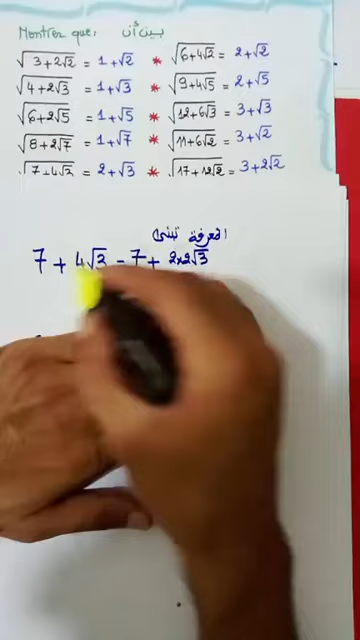 Montrer que: بين أن
√3+2√2 = 1+√2 * √6+4√2 = 2+√2
√4+2√3 = 1+√3 * √9+4√5 = 2+√5
√6+2√5 = 1+√5 * √12+6√3 = 3+√3
√8+2√7 = 1+√7 * √11+6√2 = 3+√2
√7+4√2 = 2+√3 * √17+12√2 = 3+2√2
المعرفة تبنى
7 + 4√3 = 7 + 2×2√3